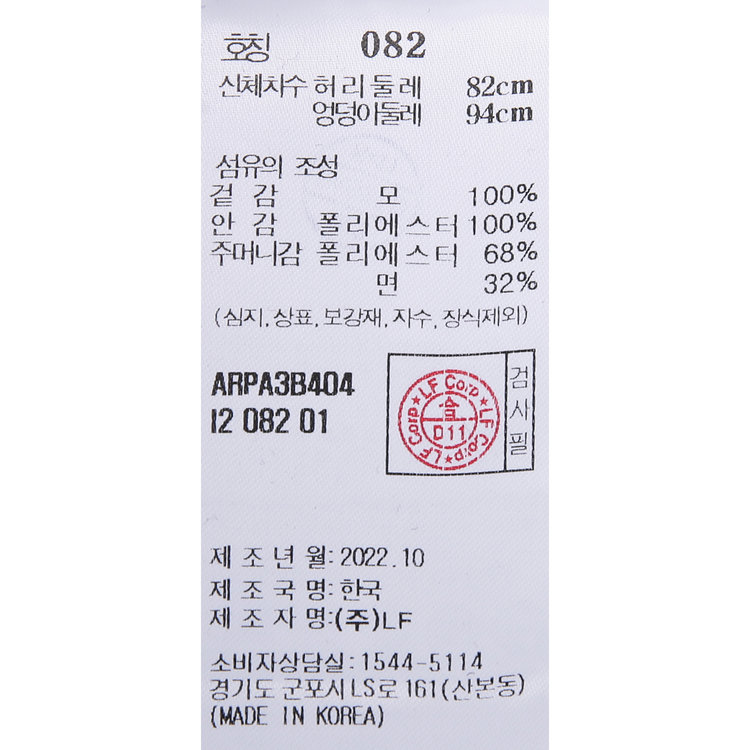 호칭 082
신체치수 허리둘레 82cm
엉덩이둘레 94cm
섬유의 조성
겉감 모 100%
안감 폴리에스터 100%
주머니감 폴리에스터 68%
면 32%
(심지, 상표, 보강재, 자수, 장식제외)
ARPA3B404
I2 082 01
LF Corp ★ LF Corp ★ LF Corp ★
합
D11
검사필
제조년월: 2022.10
제조국명: 한국
제조자명: (주)LF
소비자상담실: 1544-5114
경기도 군포시 LS로 161(산본동)
(MADE IN KOREA)